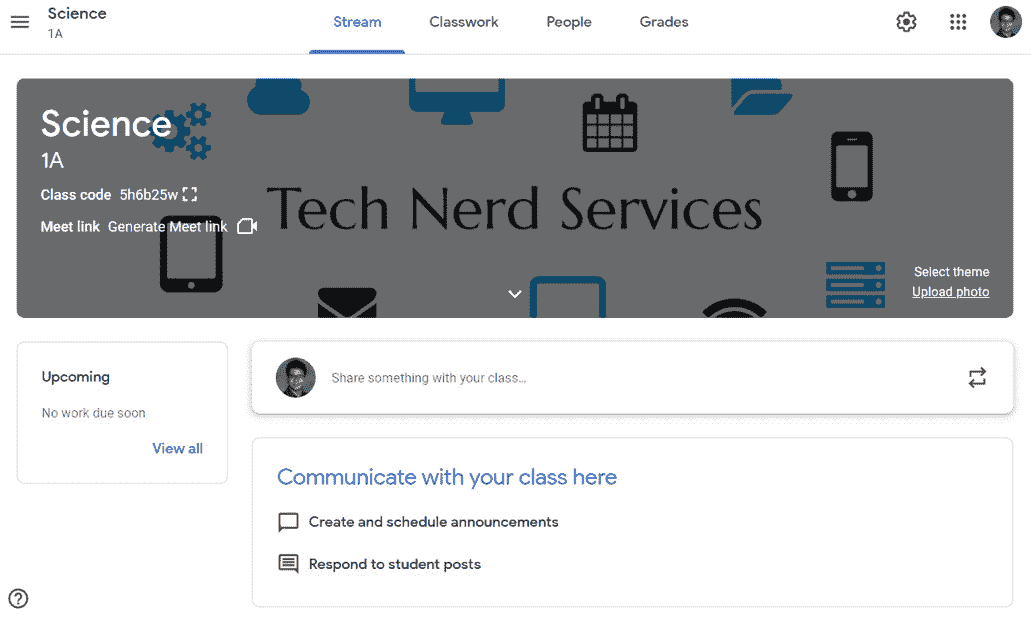 Science
1A
Stream
Classwork
People
Grades
Science
1A
Class code 5h6b25w
Meet link Generate Meet link
Tech Nerd Services
Select theme
Upload photo
Upcoming
No work due soon
View all
Share something with your class...
Communicate with your class here
Create and schedule announcements
Respond to student posts